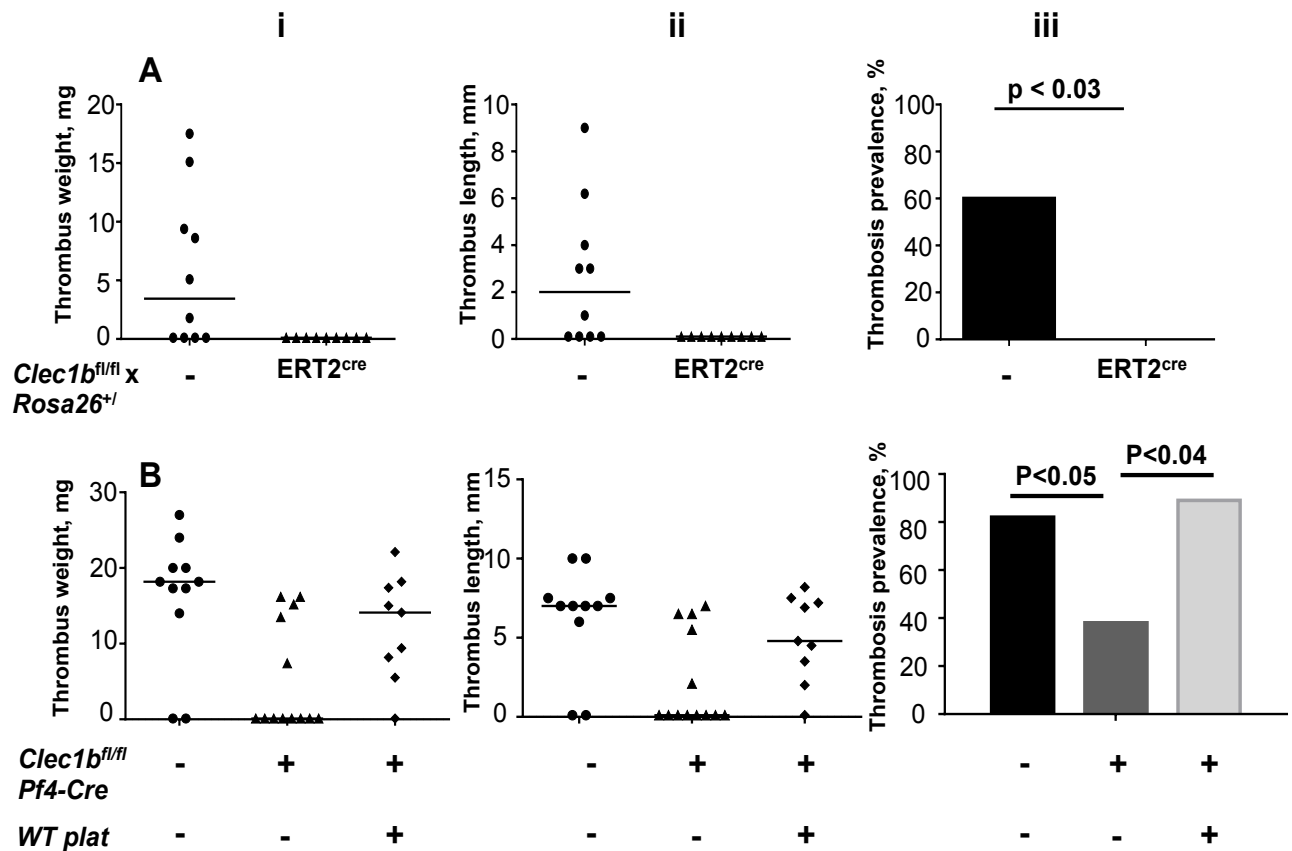 i
ii
iii
A
Thrombus weight, mg
20
15
10
5
0
-
ERT2cre
Thrombus length, mm
10
8
6
4
2
0
-
ERT2cre
Thrombosis prevalence, %
100
80
60
40
20
0
p < 0.03
-
ERT2cre
Clec1bfl/fl x
Rosa26+/
B
Thrombus weight, mg
30
20
10
0
Thrombus length, mm
15
10
5
0
Thrombosis prevalence, %
100
80
60
40
20
0
P<0.05
P<0.04
Clec1bfl/fl
Pf4-Cre
- + + - + + - + +
WT plat
- - + - - + - - +